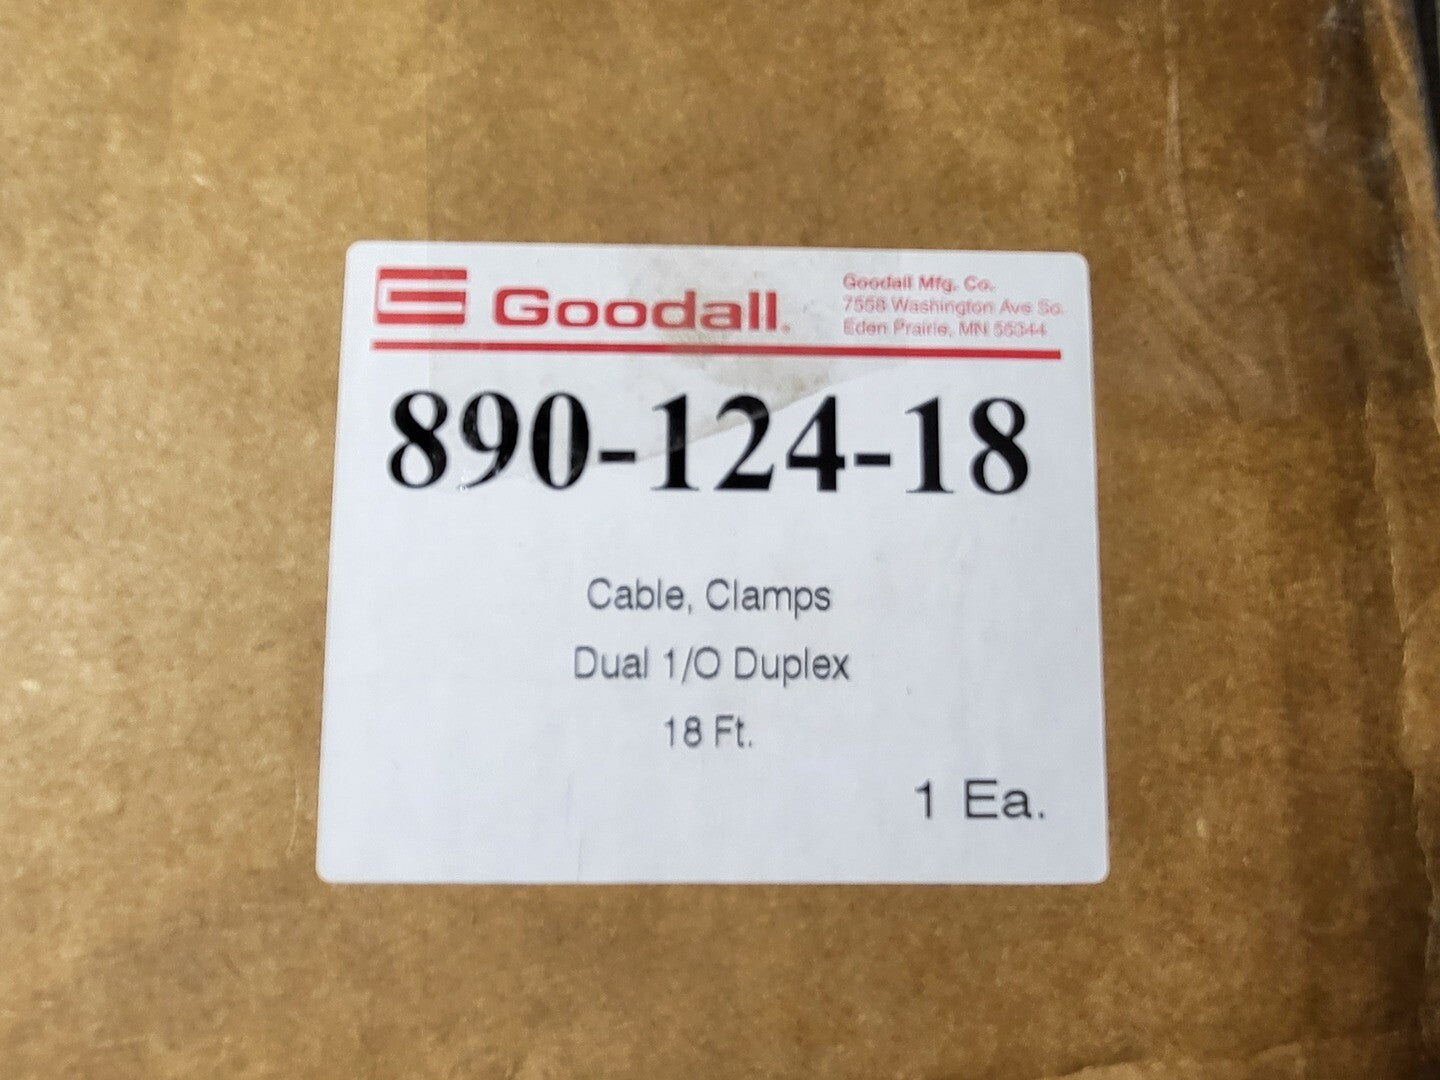 Goodall.
Goodall Mfg. Co.
7558 Washington Ave So.
Eden Prairie, MN 55344
890-124-18
Cable, Clamps
Dual 1/O Duplex
18 Ft.
1 Ea.